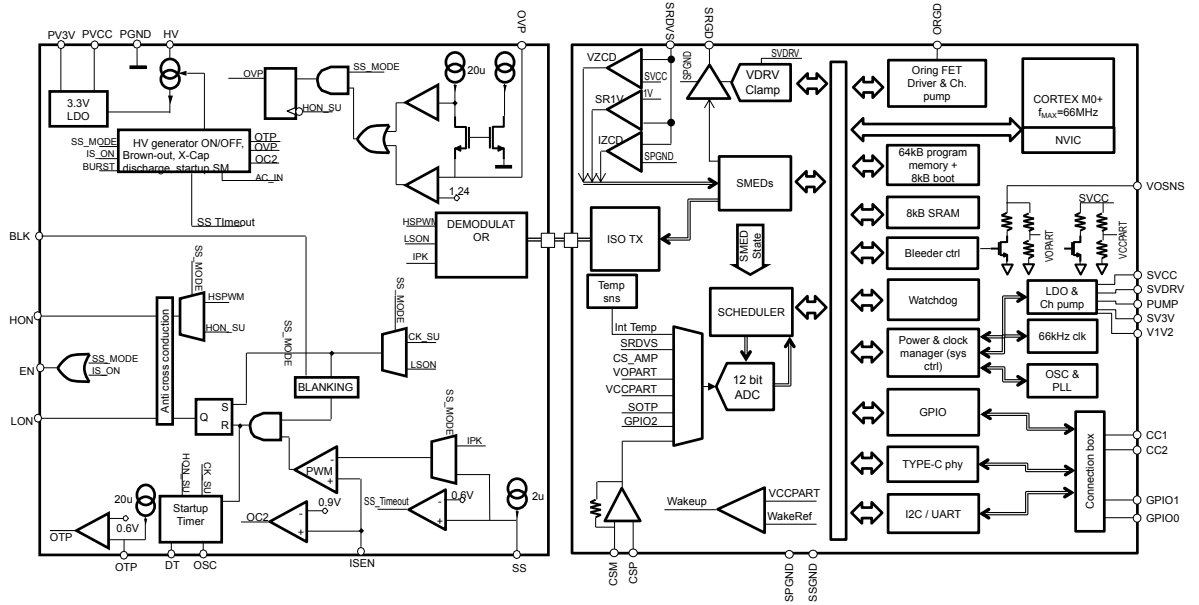 PV3V
PVCC
PGND
HV
OVP
3.3V
LDO
20u
OVP
SS_MODE
HON_SU
HV generator ON/OFF,
Brown-out, X-Cap
discharge, startup SM
SS_MODE
IS_ON
BURST
OTP
OVP
OC2
AC_IN
1.24
SS TImeout
HSPWM
LSON
IPK
DEMODULAT
OR
BLK
SS_MODE
HSPWM
HON_SU
HON
Anti cross conduction
SS_MODE
SS_MODE
CK_SU
LSON
EN
SS_MODE
IS_ON
BLANKING
LON
Q
S
R
SS_MODE
IPK
PWM
-
+
HON_SU
CK_SU
20u
0.6V
OTP
Startup
Timer
OC2
0.9V
-
+
SS_Timeout
0.6V
-
+
2u
OTP
DT
OSC
ISEN
SS
SRDVS
SRGD
ORGD
VZCD
SVCC
SR1V
1V
IZCD
SPGND
SPGND
SVDRV
VDRV
Clamp
Oring FET
Driver & Ch.
pump
CORTEX M0+
fMAX=66MHz
NVIC
SMEDs
64kB program
memory +
8kB boot
VOSNS
8kB SRAM
SVCC
VOPART
VCCPART
ISO TX
SMED
State
Bleeder ctrl
Temp
sns
Watchdog
LDO &
Ch pump
SVCC
SVDRV
PUMP
SV3V
V1V2
SCHEDULER
Int Temp
SRDVS
CS_AMP
VOPART
VCCPART
SOTP
GPIO2
12 bit
ADC
Power & clock
manager (sys
ctrl)
66kHz clk
OSC &
PLL
GPIO
Connection box
CC1
CC2
TYPE-C phy
Wakeup
VCCPART
WakeRef
I2C / UART
GPIO1
GPIO0
CSM
CSP
SPGND
SSGND